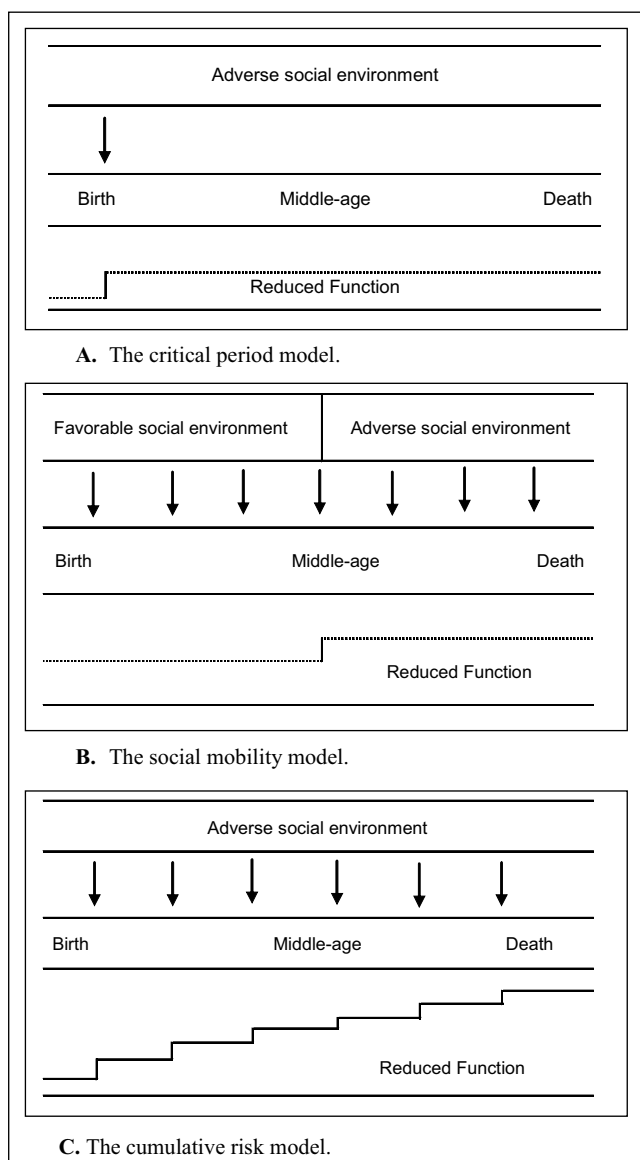 Adverse social environment
Birth Middle-age Death
Reduced Function
A. The critical period model.
Favorable social environment Adverse social environment
Birth Middle-age Death
Reduced Function
B. The social mobility model.
Adverse social environment
Birth Middle-age Death
Reduced Function
C. The cumulative risk model.